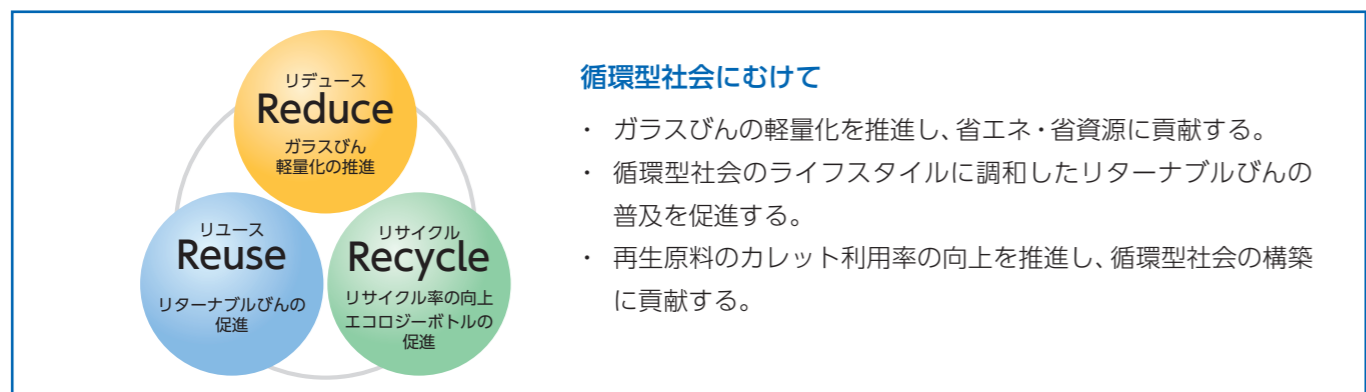 リデュース
Reduce
ガラスびん
軽量化の推進
リユース
Reuse
リターナブルびんの
促進
リサイクル
Recycle
リサイクル率の向上
エコロジーボトルの
促進
循環型社会にむけて
・ ガラスびんの軽量化を推進し、省エネ・省資源に貢献する。
・ 循環型社会のライフスタイルに調和したリターナブルびんの
普及を促進する。
・ 再生原料のカレット利用率の向上を推進し、循環型社会の構築
に貢献する。